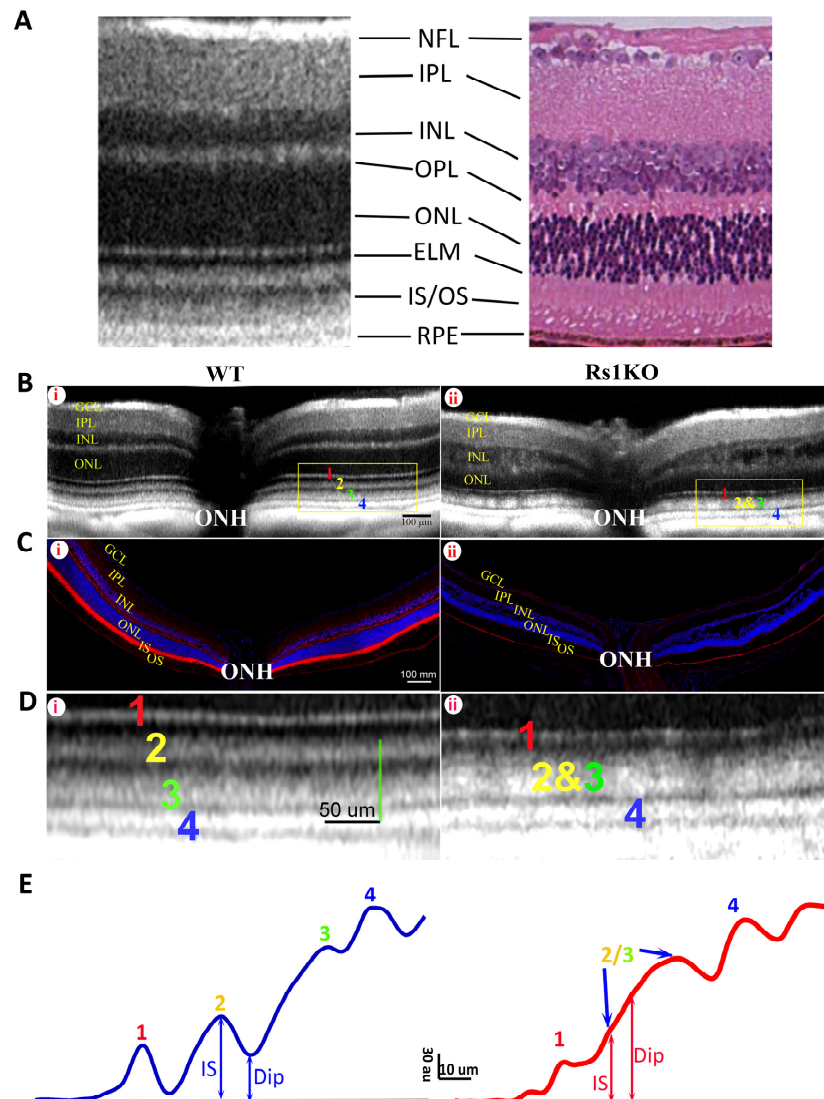 A
NFL
IPL
INL
OPL
ONL
ELM
IS/OS
RPE
WT
Rs1KO
B
i
GCL
IPL
INL
ONL
1
2
3
4
ONH
100 µm
ii
GCL
IPL
INL
ONL
1
2&3
4
ONH
C
i
GCL
IPL
INL
ONL
IS
OS
ONH
100 mm
ii
GCL
IPL
INL
ONL
IS
OS
ONH
D
i
1
2
3
4
50 um
ii
1
2&3
4
E
1
2
3
4
IS
Dip
30 au
10 um
1
2/3
4
IS
Dip